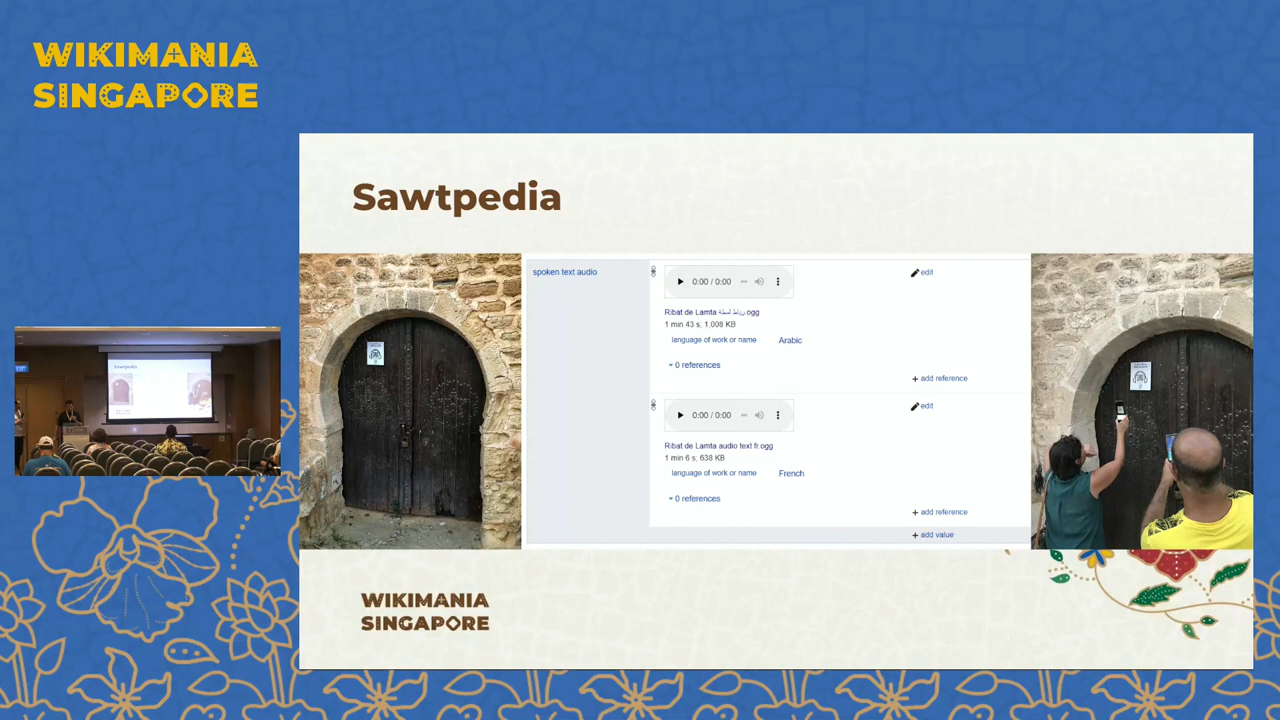 WIKIMANIA
SINGAPORE
Sawtpedia
spoken text audio
0:00 / 0:00
edit
Ribat de Lamta رباط لمطة.ogg
1 min 43 s; 1,008 KB
language of work or name
Arabic
0 references
+ add reference
0:00 / 0:00
edit
Ribat de Lamta audio text fr.ogg
1 min 6 s; 638 KB
language of work or name
French
0 references
+ add reference
+ add value
WIKIMANIA
SINGAPORE
Sawtpedia